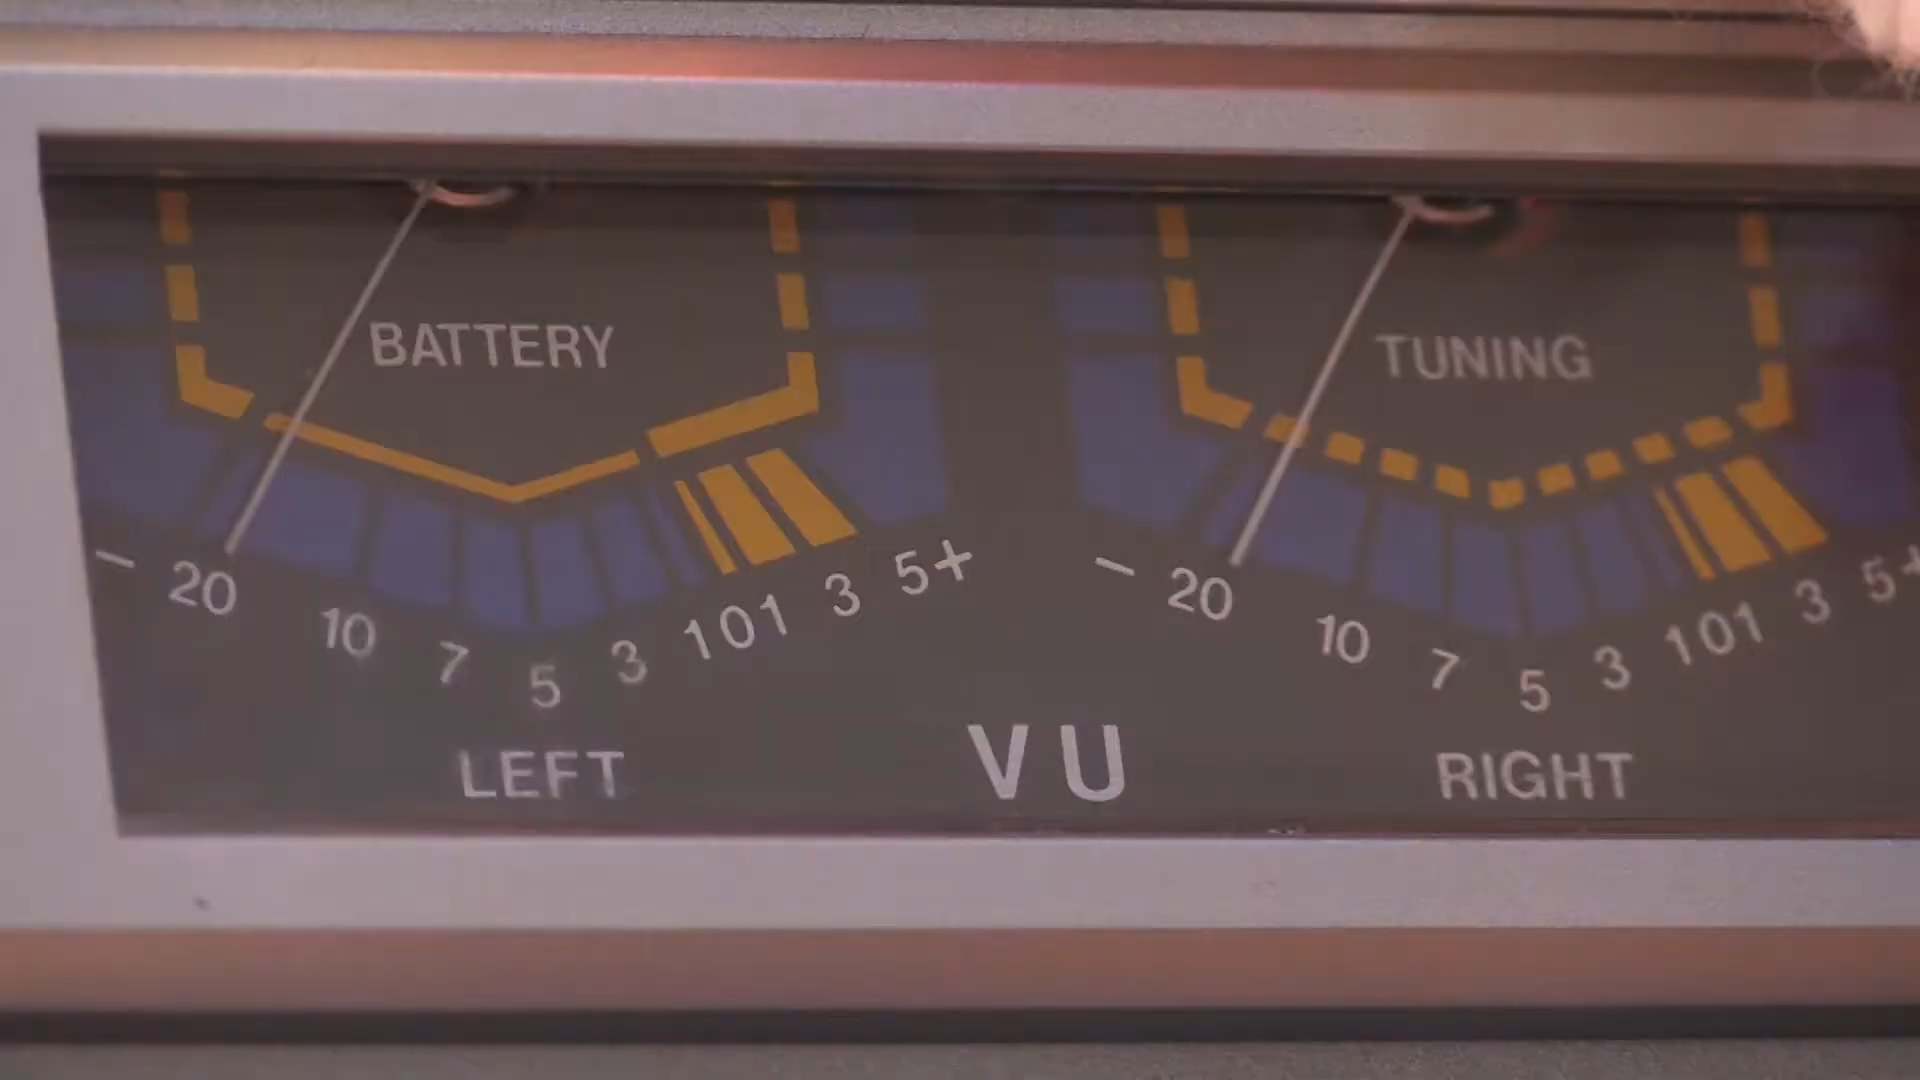 BATTERY
TUNING
– 20 10 7 5 3 1 0 1 3 5+
– 20 10 7 5 3 1 0 1 3 5+
LEFT
VU
RIGHT